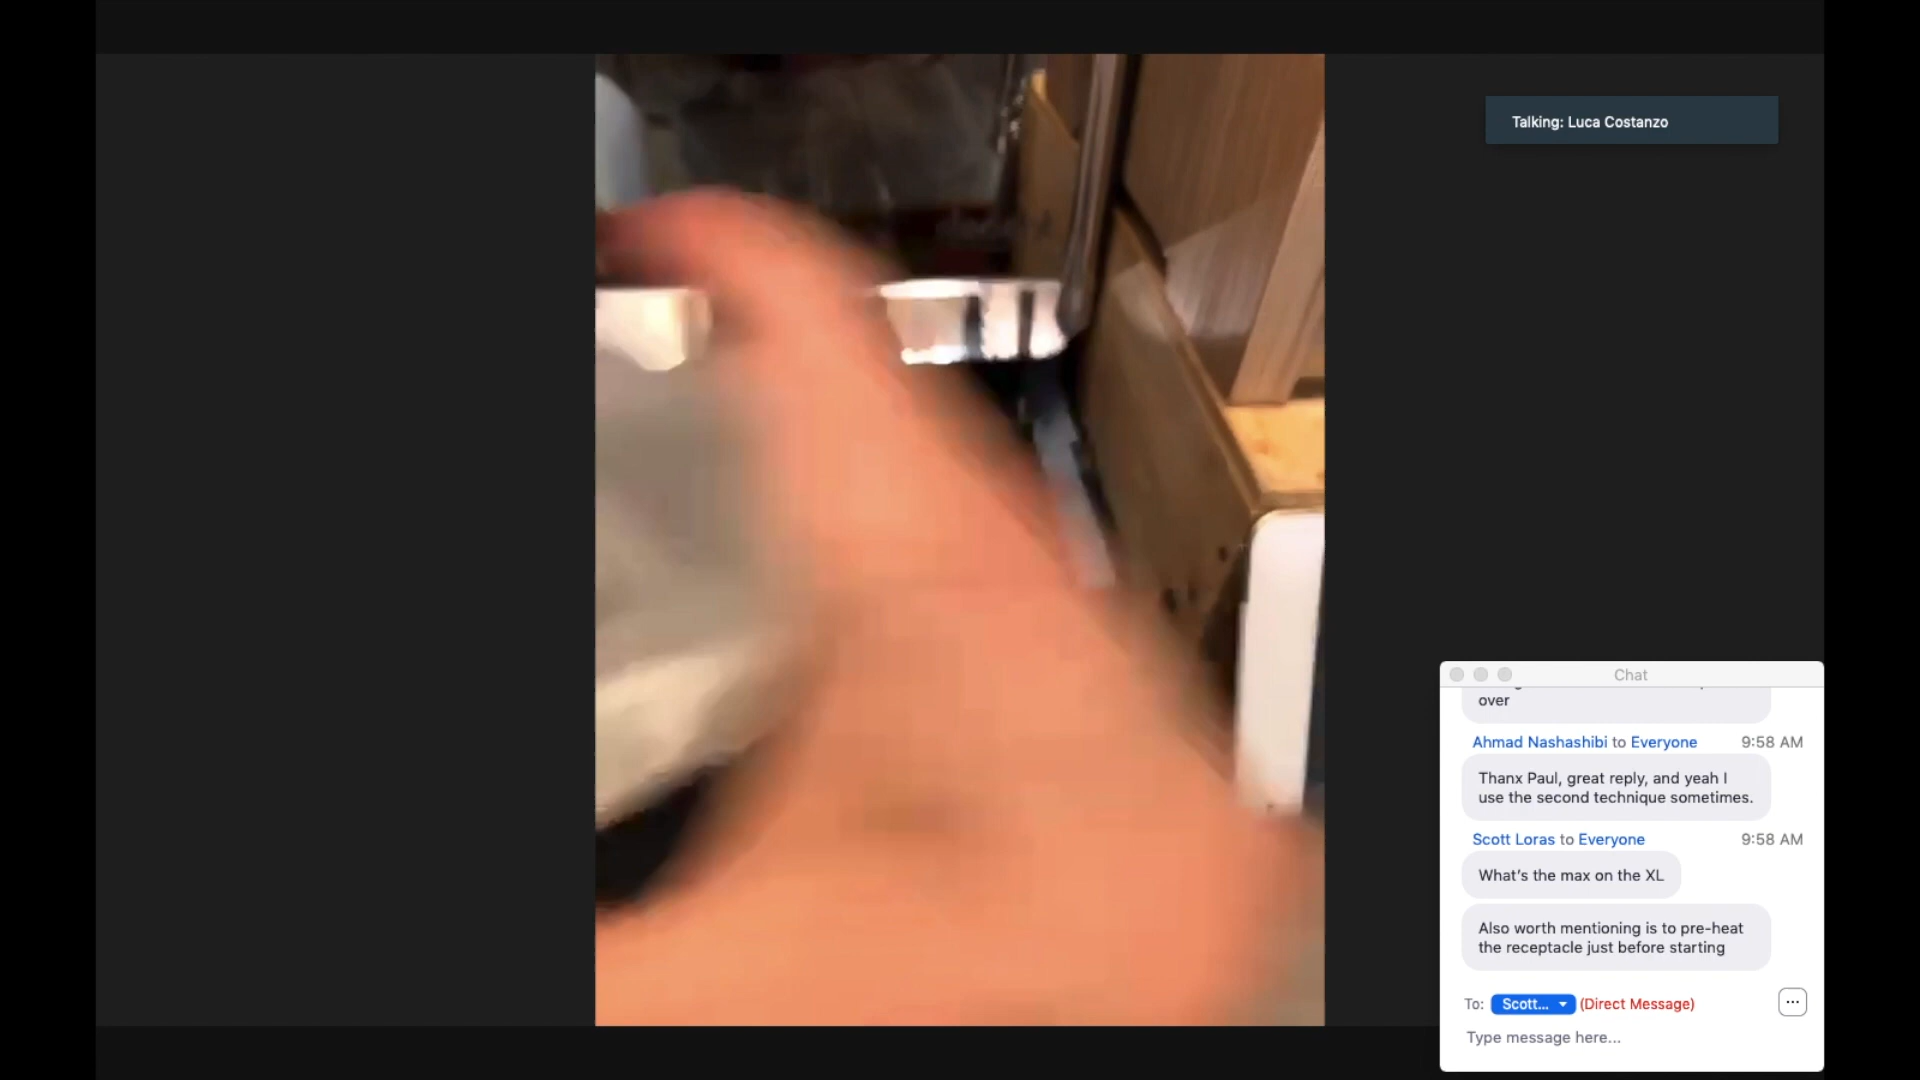 Talking: Luca Costanzo
Chat
over
Ahmad Nashashibi to Everyone 9:58 AM
Thanx Paul, great reply, and yeah I
use the second technique sometimes.
Scott Loras to Everyone 9:58 AM
What's the max on the XL
Also worth mentioning is to pre-heat
the receptacle just before starting
To: Scott... (Direct Message)
Type message here...